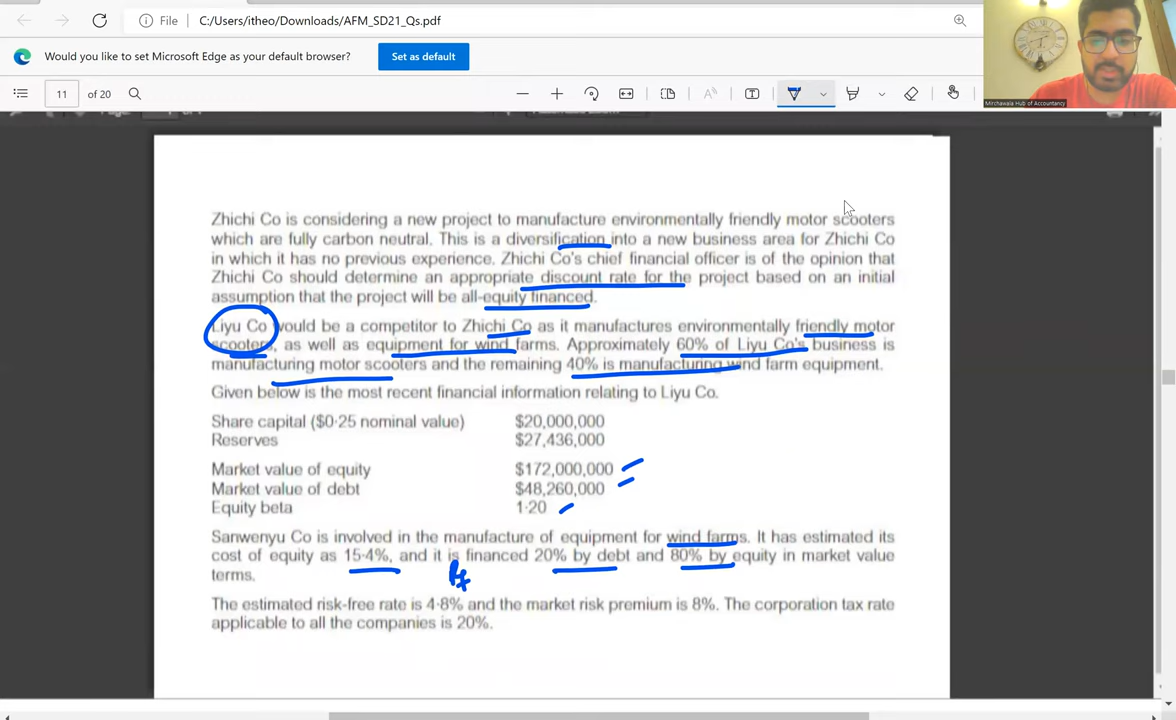 File
C:/Users/itheo/Downloads/AFM_SD21_Qs.pdf
Would you like to set Microsoft Edge as your default browser?
Set as default
11
of 20
Mirchawala Hub of Accountancy
Zhichi Co is considering a new project to manufacture environmentally friendly motor scooters
which are fully carbon neutral. This is a diversification into a new business area for Zhichi Co
in which it has no previous experience. Zhichi Co's chief financial officer is of the opinion that
Zhichi Co should determine an appropriate discount rate for the project based on an initial
assumption that the project will be all-equity financed.
Liyu Co would be a competitor to Zhichi Co as it manufactures environmentally friendly motor
scooters, as well as equipment for wind farms. Approximately 60% of Liyu Co's business is
manufacturing motor scooters and the remaining 40% is manufacturing wind farm equipment.
Given below is the most recent financial information relating to Liyu Co.
Share capital ($0·25 nominal value) $20,000,000
Reserves $27,436,000
Market value of equity $172,000,000
Market value of debt $48,260,000
Equity beta 1·20
Sanwenyu Co is involved in the manufacture of equipment for wind farms. It has estimated its
cost of equity as 15·4%, and it is financed 20% by debt and 80% by equity in market value
terms.
The estimated risk-free rate is 4·8% and the market risk premium is 8%. The corporation tax rate
applicable to all the companies is 20%.